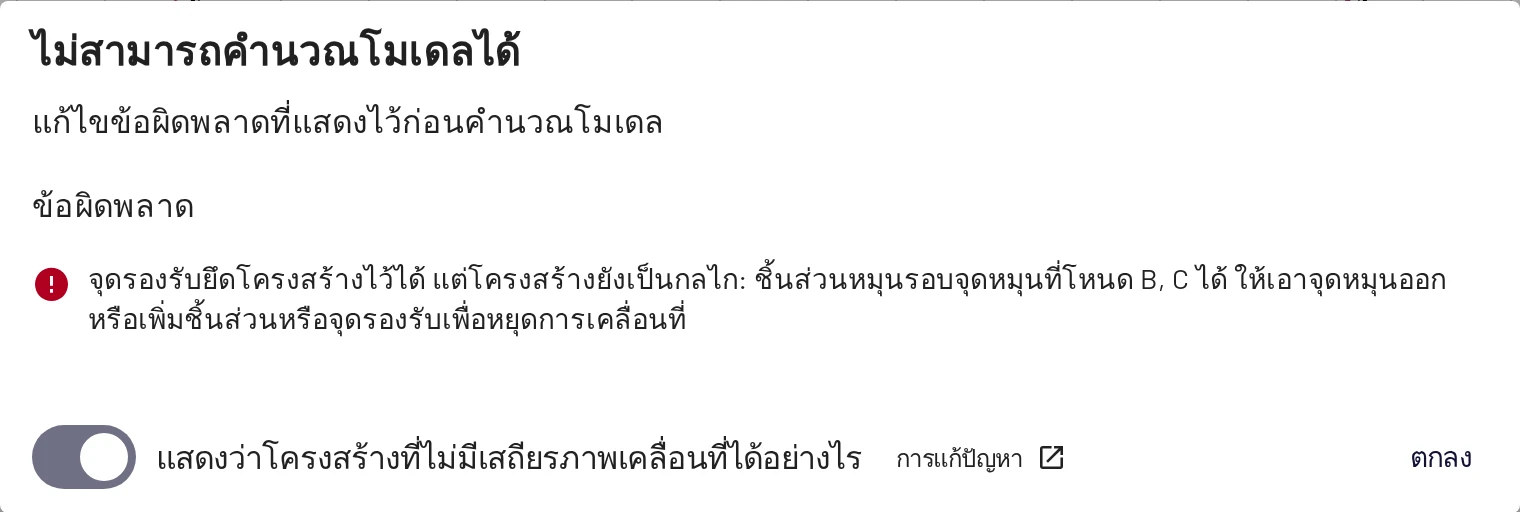 ไม่สามารถคำนวณโมเดลได้
แก้ไขข้อผิดพลาดที่แสดงไว้ก่อนคำนวณโมเดล
ข้อผิดพลาด
จุดรองรับยึดโครงสร้างไว้ได้ แต่โครงสร้างยังเป็นกลไก: ชิ้นส่วนหมุนรอบจุดหมุนที่โหนด B, C ได้ ให้เอาจุดหมุนออก
หรือเพิ่มชิ้นส่วนหรือจุดรองรับเพื่อหยุดการเคลื่อนที่
แสดงว่าโครงสร้างที่ไม่มีเสถียรภาพเคลื่อนที่ได้อย่างไร การแก้ปัญหา ตกลง